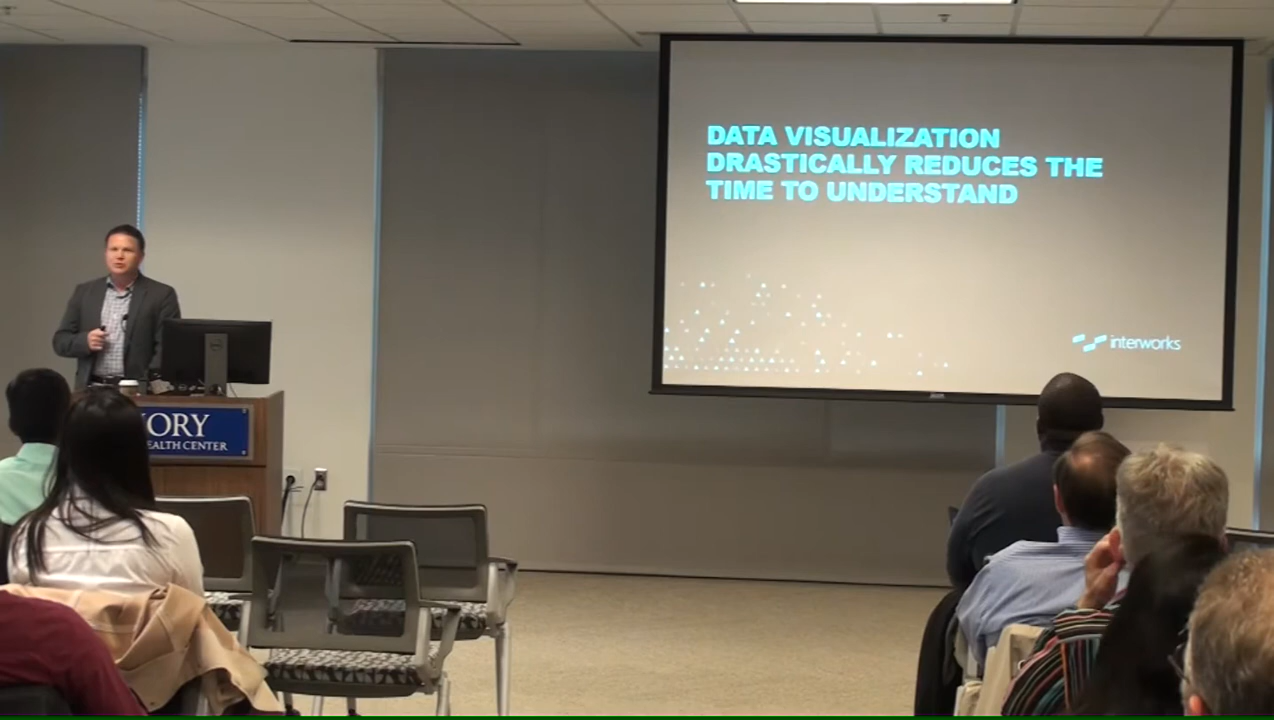 DATA VISUALIZATION
DRASTICALLY REDUCES THE
TIME TO UNDERSTAND
interworks
ORY
EALTH CENTER